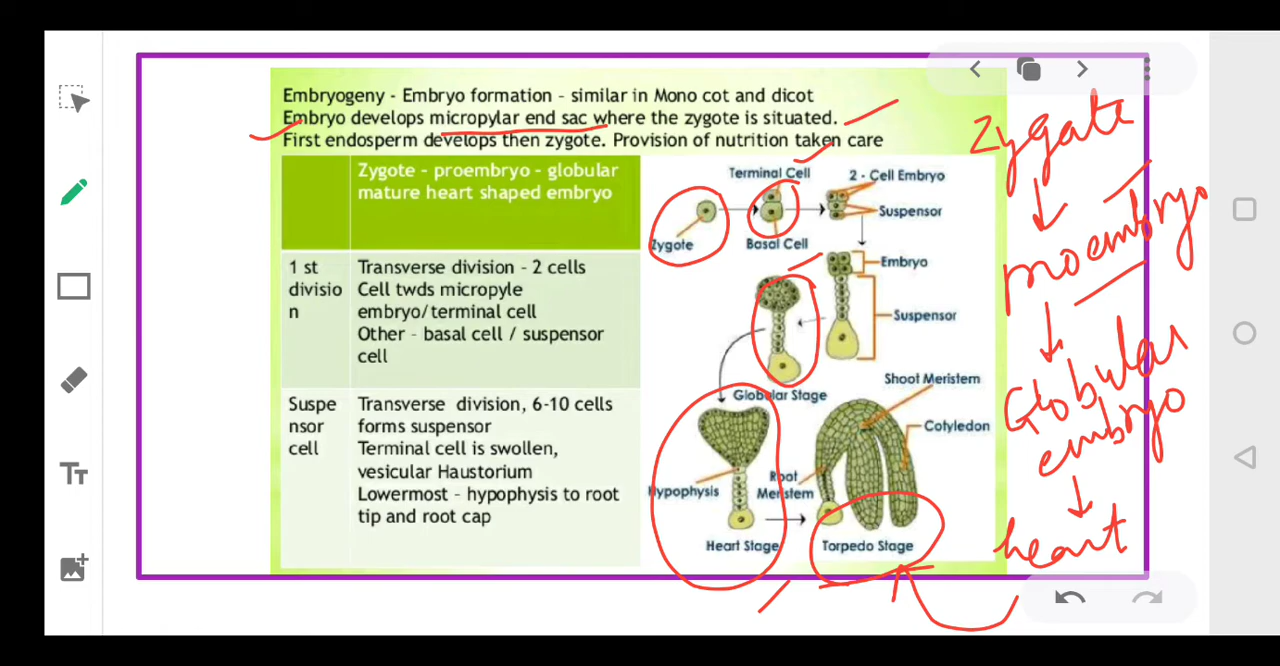 Embryogeny - Embryo formation - similar in Mono cot and dicot
Embryo develops micropylar end sac where the zygote is situated.
First endosperm develops then zygote. Provision of nutrition taken care
Zygote - proembryo - globular
mature heart shaped embryo
1 st
divisio
n
Transverse division - 2 cells
Cell twds micropyle
embryo/terminal cell
Other - basal cell / suspensor
cell
Suspe
nsor
cell
Transverse division, 6-10 cells
forms suspensor
Terminal cell is swollen,
vesicular Haustorium
Lowermost - hypophysis to root
tip and root cap
Terminal Cell
2 - Cell Embryo
Suspensor
Zygote
Basal Cell
Embryo
Suspensor
Globular Stage
Shoot Meristem
Cotyledon
Hypophysis
Root
Meristem
Heart Stage
Torpedo Stage
Zygate
proembryo
Globular
embryo
heart
TT